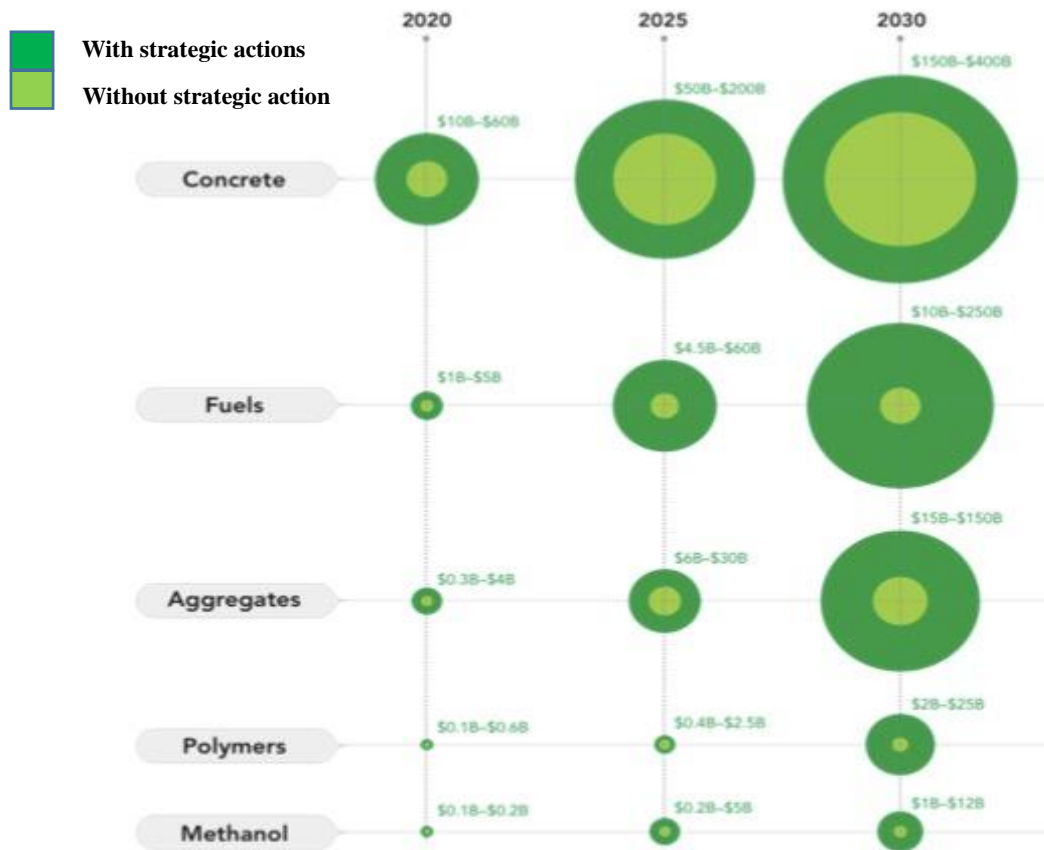 2020 2025 2030
With strategic actions
Without strategic action
$150B–$400B
$50B–$200B
$10B–$60B
Concrete
$10B–$250B
$4.5B–$60B
$1B–$5B
Fuels
$15B–$150B
$6B–$30B
$0.3B–$4B
Aggregates
$2B–$25B
$0.1B–$0.6B $0.4B–$2.5B
Polymers
$0.1B–$0.2B $0.2B–$5B $1B–$12B
Methanol